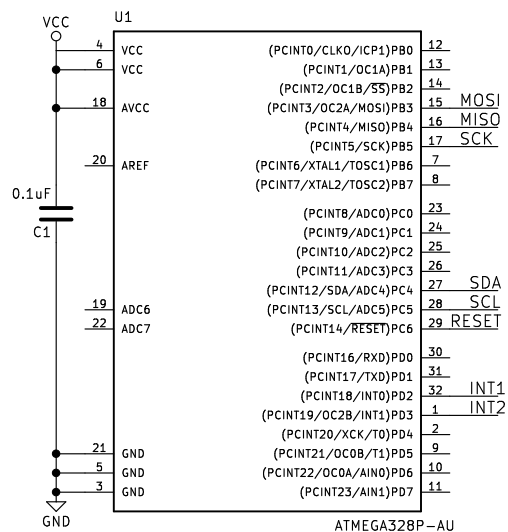 U1
VCC
4 VCC (PCINT0/CLKO/ICP1)PB0 12
6 VCC (PCINT1/OC1A)PB1 13
(PCINT2/OC1B/SS)PB2 14
18 AVCC (PCINT3/OC2A/MOSI)PB3 15 MOSI
(PCINT4/MISO)PB4 16 MISO
(PCINT5/SCK)PB5 17 SCK
20 AREF (PCINT6/XTAL1/TOSC1)PB6 7
(PCINT7/XTAL2/TOSC2)PB7 8
0.1uF
C1
(PCINT8/ADC0)PC0 23
(PCINT9/ADC1)PC1 24
(PCINT10/ADC2)PC2 25
(PCINT11/ADC3)PC3 26
(PCINT12/SDA/ADC4)PC4 27 SDA
19 ADC6 (PCINT13/SCL/ADC5)PC5 28 SCL
22 ADC7 (PCINT14/RESET)PC6 29 RESET
(PCINT16/RXD)PD0 30
(PCINT17/TXD)PD1 31
(PCINT18/INT0)PD2 32 INT1
(PCINT19/OC2B/INT1)PD3 1 INT2
(PCINT20/XCK/T0)PD4 2
21 GND (PCINT21/OC0B/T1)PD5 9
5 GND (PCINT22/OC0A/AIN0)PD6 10
3 GND (PCINT23/AIN1)PD7 11
GND
ATMEGA328P-AU